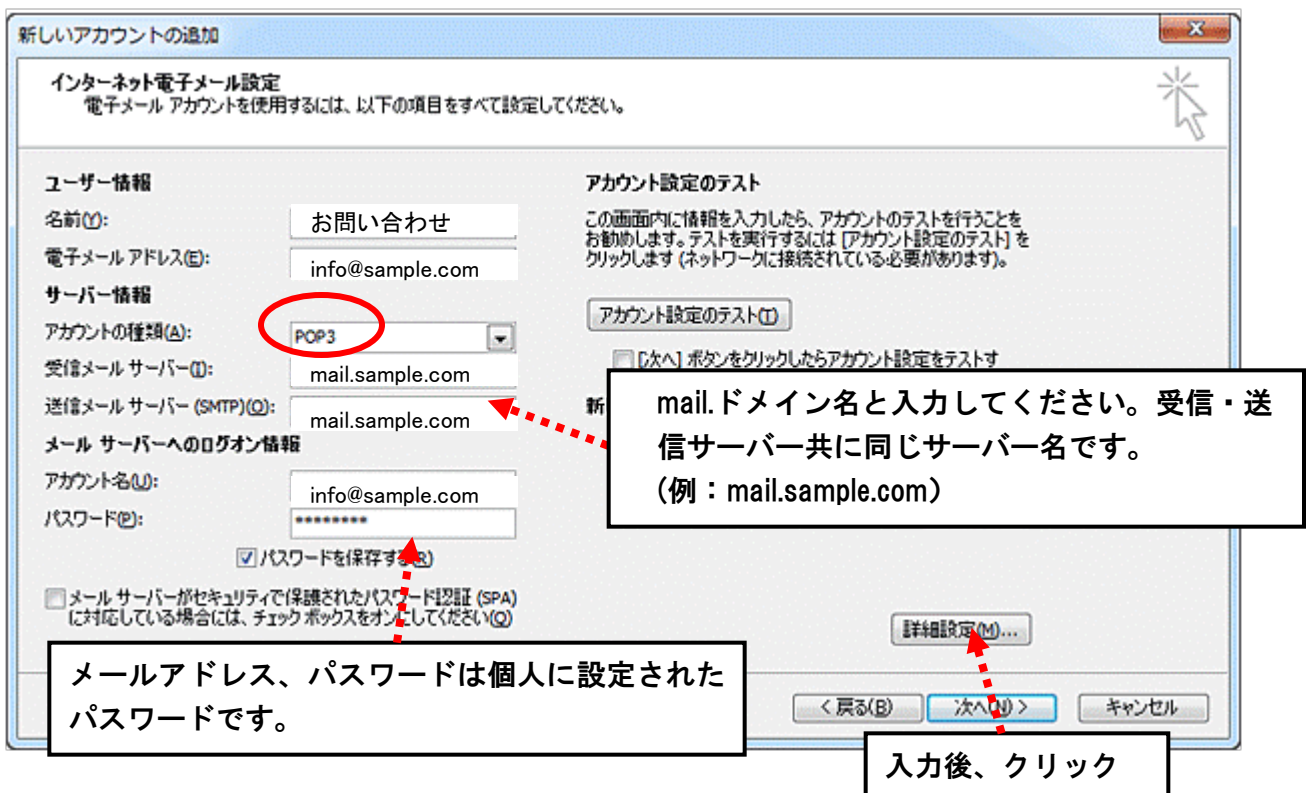 新しいアカウントの追加
インターネット電子メール設定
電子メール アカウントを使用するには、以下の項目をすべて設定してください。
ユーザー情報
名前(Y):
お問い合わせ
電子メール アドレス(E):
info@sample.com
サーバー情報
アカウントの種類(A):
POP3
受信メール サーバー(I):
mail.sample.com
送信メール サーバー (SMTP)(O):
mail.sample.com
メール サーバーへのログオン情報
アカウント名(U):
info@sample.com
パスワード(P):
********
パスワードを保存する(R)
メール サーバーがセキュリティで保護されたパスワード認証 (SPA)
に対応している場合には、チェック ボックスをオンにしてください(Q)
アカウント設定のテスト
この画面内に情報を入力したら、アカウントのテストを行うことを
お勧めします。テストを実行するには [アカウント設定のテスト] を
クリックします (ネットワークに接続されている必要があります)。
アカウント設定のテスト(T)
[次へ] ボタンをクリックしたらアカウント設定をテストす
新
mail.ドメイン名と入力してください。受信・送
信サーバー共に同じサーバー名です。
(例：mail.sample.com)
メールアドレス、パスワードは個人に設定された
パスワードです。
詳細設定(M)...
< 戻る(B)
次へ(N) >
キャンセル
入力後、クリック